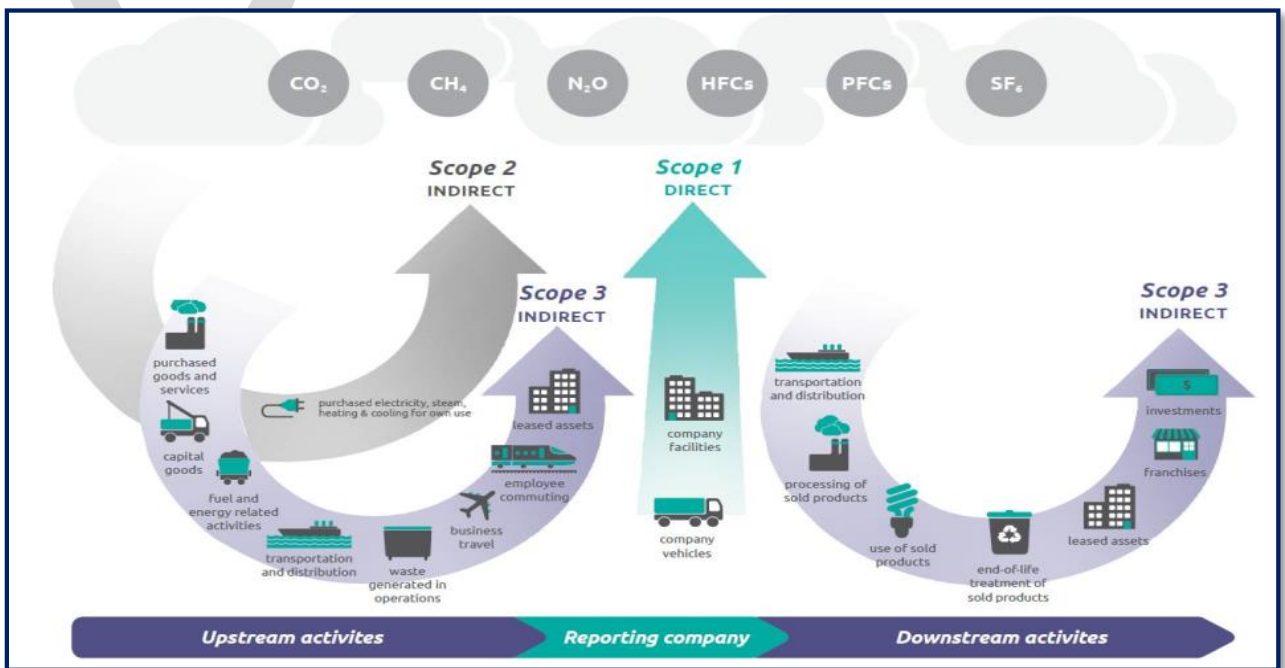 CO₂
CH₄
N₂O
HFCs
PFCs
SF₆
Scope 2
INDIRECT
Scope 1
DIRECT
Scope 3
INDIRECT
Scope 3
INDIRECT
purchased
goods and
services
capital
goods
fuel and
energy related
activities
purchased electricity, steam,
heating & cooling for own use
transportation
and distribution
waste
generated in
operations
business
travel
employee
commuting
leased assets
company
facilities
company
vehicles
transportation
and distribution
processing of
sold products
use of sold
products
end-of-life
treatment of
sold products
leased assets
franchises
$
investments
Upstream activites
Reporting company
Downstream activites